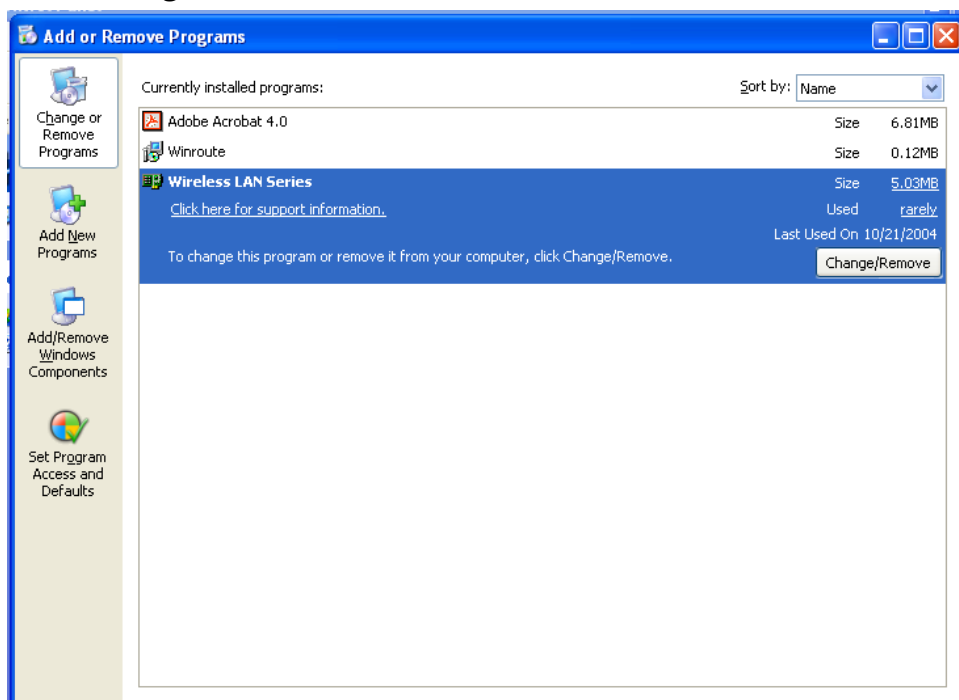 Add or Remove Programs
Change or
Remove
Programs
Add New
Programs
Add/Remove
Windows
Components
Set Program
Access and
Defaults
Currently installed programs:
Sort by: Name
Adobe Acrobat 4.0 Size 6.81MB
Winroute Size 0.12MB
Wireless LAN Series Size 5.03MB
Click here for support information. Used rarely
Last Used On 10/21/2004
To change this program or remove it from your computer, click Change/Remove. Change/Remove